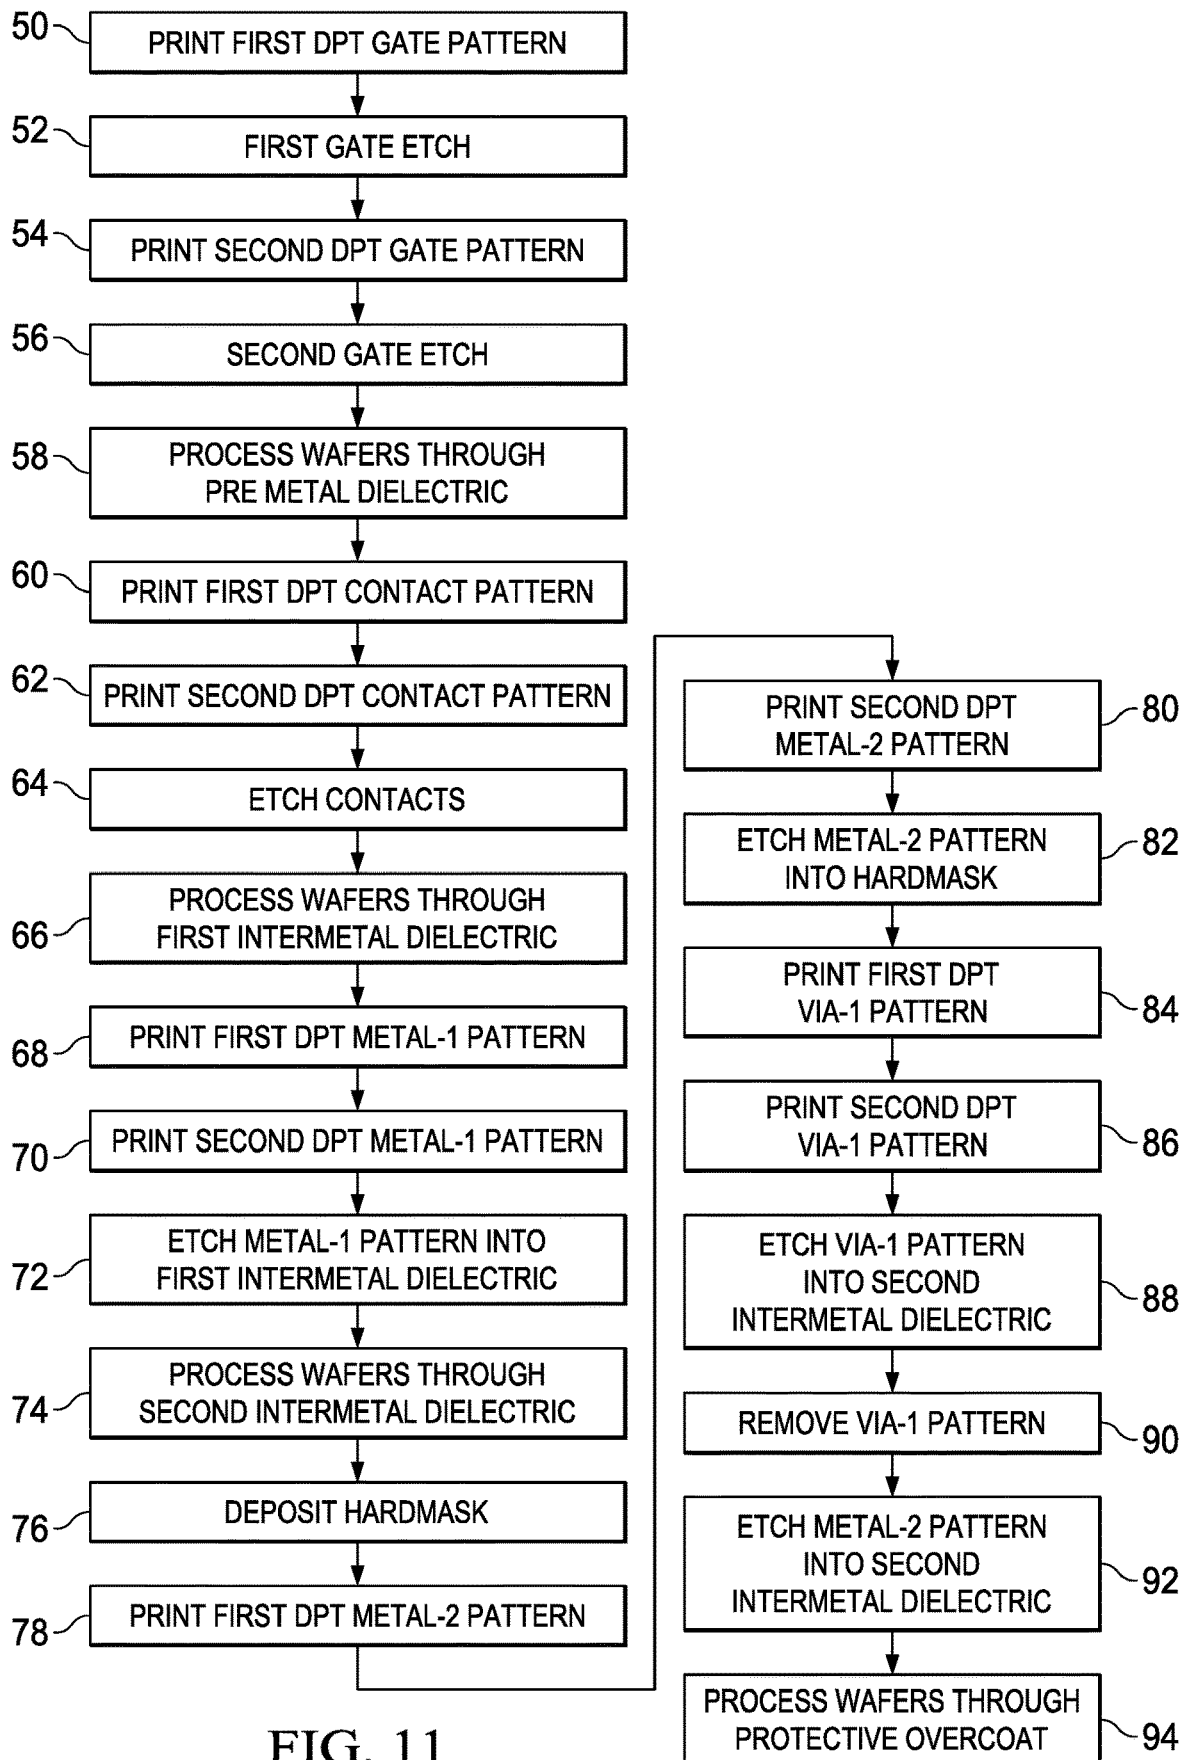 50
PRINT FIRST DPT GATE PATTERN
52
FIRST GATE ETCH
54
PRINT SECOND DPT GATE PATTERN
56
SECOND GATE ETCH
58
PROCESS WAFERS THROUGH
PRE METAL DIELECTRIC
60
PRINT FIRST DPT CONTACT PATTERN
62
PRINT SECOND DPT CONTACT PATTERN
64
ETCH CONTACTS
66
PROCESS WAFERS THROUGH
FIRST INTERMETAL DIELECTRIC
68
PRINT FIRST DPT METAL-1 PATTERN
70
PRINT SECOND DPT METAL-1 PATTERN
72
ETCH METAL-1 PATTERN INTO
FIRST INTERMETAL DIELECTRIC
74
PROCESS WAFERS THROUGH
SECOND INTERMETAL DIELECTRIC
76
DEPOSIT HARDMASK
78
PRINT FIRST DPT METAL-2 PATTERN
PRINT SECOND DPT
METAL-2 PATTERN
80
ETCH METAL-2 PATTERN
INTO HARDMASK
82
PRINT FIRST DPT
VIA-1 PATTERN
84
PRINT SECOND DPT
VIA-1 PATTERN
86
ETCH VIA-1 PATTERN
INTO SECOND
INTERMETAL DIELECTRIC
88
REMOVE VIA-1 PATTERN
90
ETCH METAL-2 PATTERN
INTO SECOND
INTERMETAL DIELECTRIC
92
PROCESS WAFERS THROUGH
PROTECTIVE OVERCOAT
94
FIG. 11